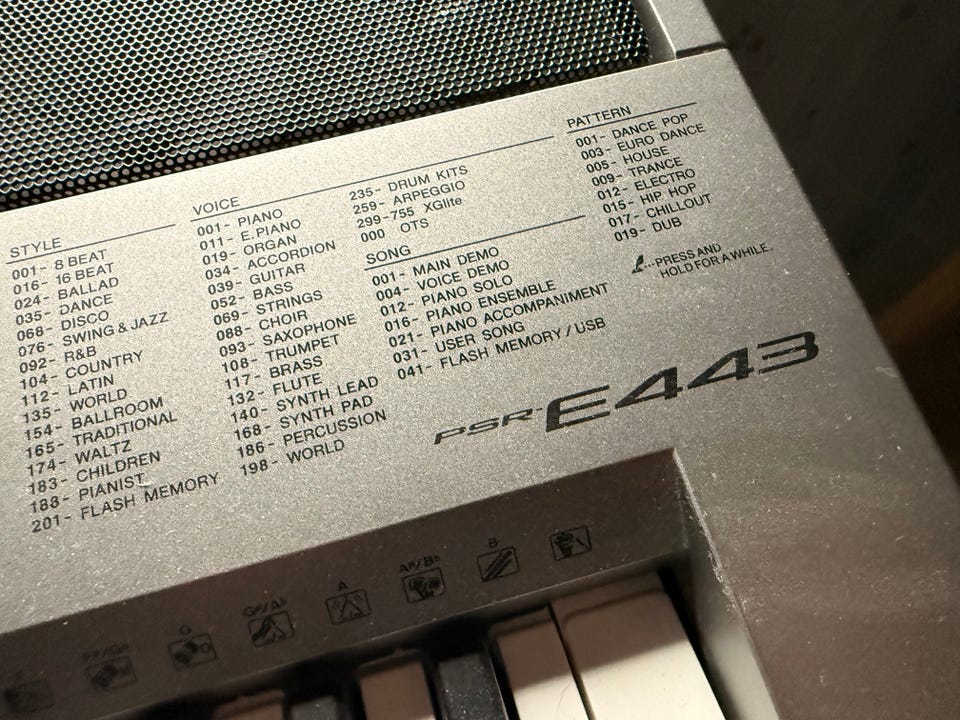 STYLE
001- 8 BEAT
016- 16 BEAT
024- BALLAD
035- DANCE
068- DISCO
076- SWING & JAZZ
092- R&B
104- COUNTRY
112- LATIN
135- WORLD
154- BALLROOM
165- TRADITIONAL
174- WALTZ
183- CHILDREN
188- PIANIST
201- FLASH MEMORY
VOICE
001- PIANO
011- E.PIANO
019- ORGAN
034- ACCORDION
039- GUITAR
052- BASS
069- STRINGS
088- CHOIR
093- SAXOPHONE
108- TRUMPET
117- BRASS
132- FLUTE
140- SYNTH LEAD
168- SYNTH PAD
186- PERCUSSION
198- WORLD
235- DRUM KITS
259- ARPEGGIO
299-755 XGlite
000 OTS
SONG
001- MAIN DEMO
004- VOICE DEMO
012- PIANO SOLO
016- PIANO ENSEMBLE
021- PIANO ACCOMPANIMENT
031- USER SONG
041- FLASH MEMORY / USB
PATTERN
001- DANCE POP
003- EURO DANCE
005- HOUSE
009- TRANCE
012- ELECTRO
015- HIP HOP
017- CHILLOUT
019- DUB
...PRESS AND
HOLD FOR A WHILE.
PSR-E443
F
F#/G♭
G
G#/A♭
A
A#/B♭
B